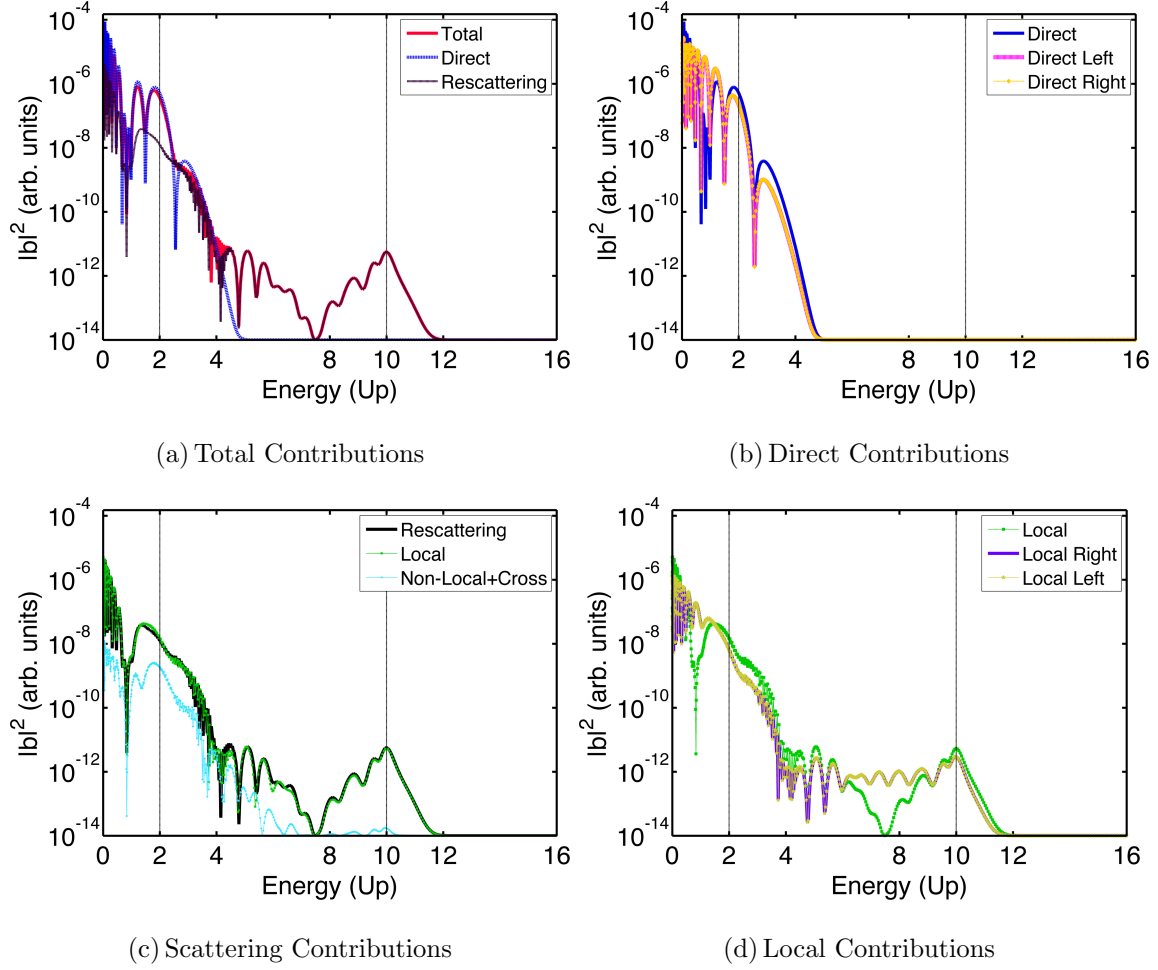 10^-4
10^-6
10^-8
10^-10
10^-12
10^-14
|b|^2 (arb. units)
0 2 4 6 8 10 12 16
Energy (Up)
Total
Direct
Rescattering
(a) Total Contributions
10^-4
10^-6
10^-8
10^-10
10^-12
10^-14
|b|^2 (arb. units)
0 2 4 6 8 10 12 16
Energy (Up)
Direct
Direct Left
Direct Right
(b) Direct Contributions
10^-4
10^-6
10^-8
10^-10
10^-12
10^-14
|b|^2 (arb. units)
0 2 4 6 8 10 12 16
Energy (Up)
Rescattering
Local
Non-Local+Cross
(c) Scattering Contributions
10^-4
10^-6
10^-8
10^-10
10^-12
10^-14
|b|^2 (arb. units)
0 2 4 6 8 10 12 16
Energy (Up)
Local
Local Right
Local Left
(d) Local Contributions